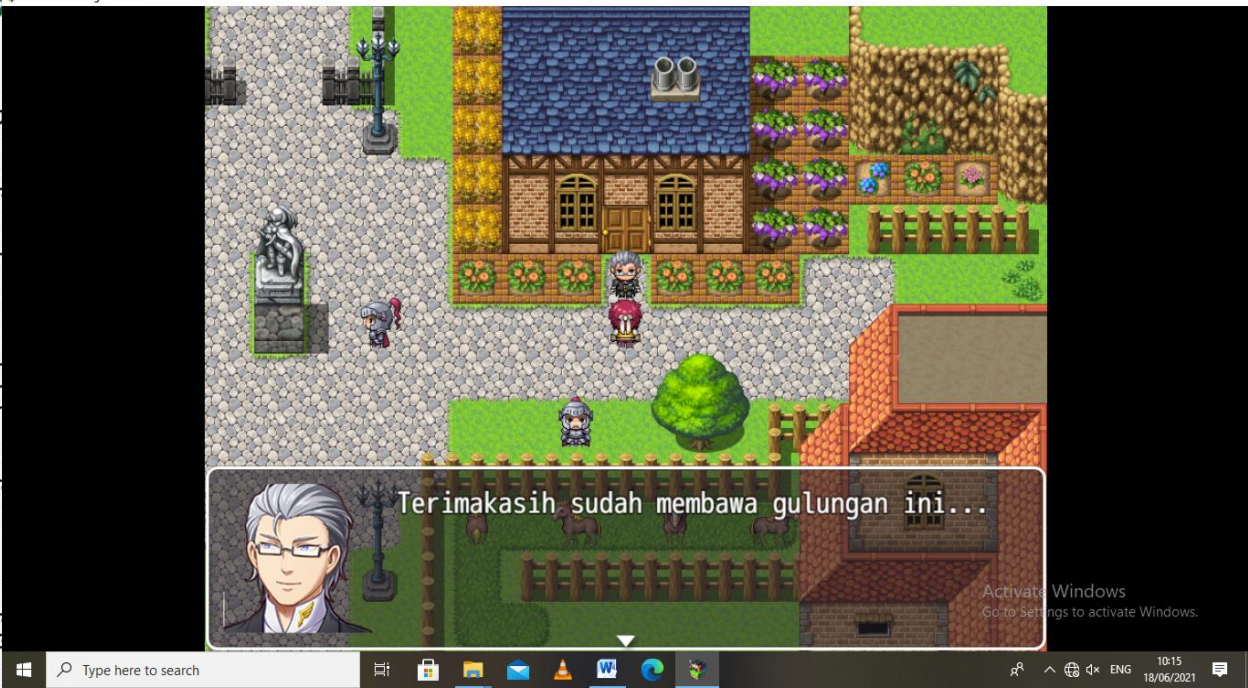 Terimakasih sudah membawa gulungan ini...
Activate Windows
Go to Settings to activate Windows.
Type here to search
ENG
10:15
18/06/2021